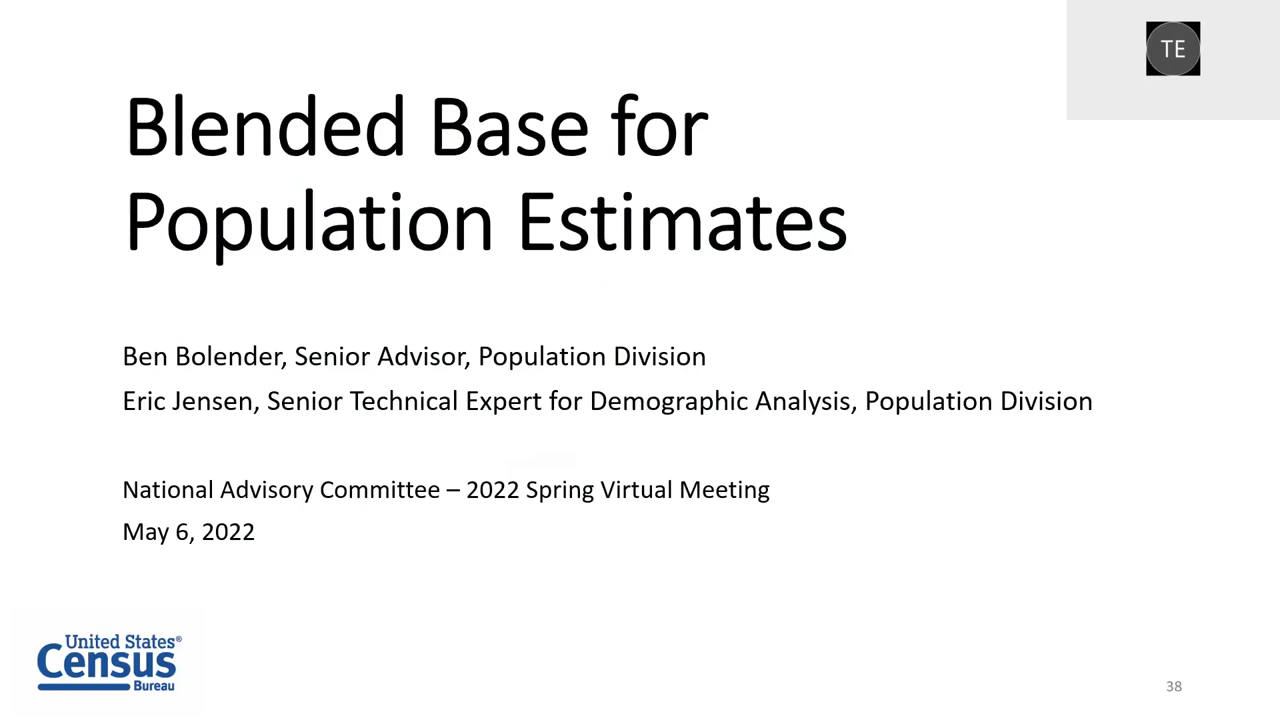 TE
Blended Base for
Population Estimates
Ben Bolender, Senior Advisor, Population Division
Eric Jensen, Senior Technical Expert for Demographic Analysis, Population Division
National Advisory Committee – 2022 Spring Virtual Meeting
May 6, 2022
United States®
Census
Bureau
38